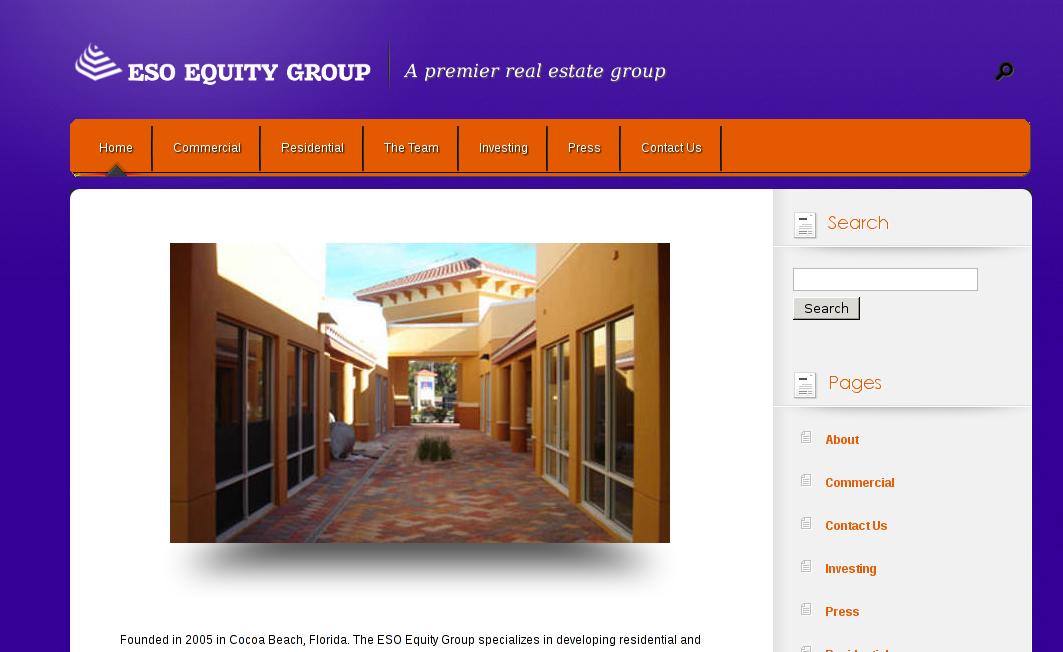 ESO EQUITY GROUP
A premier real estate group
Home
Commercial
Residential
The Team
Investing
Press
Contact Us
Search
Search
Pages
About
Commercial
Contact Us
Investing
Press
Founded in 2005 in Cocoa Beach, Florida. The ESO Equity Group specializes in developing residential and